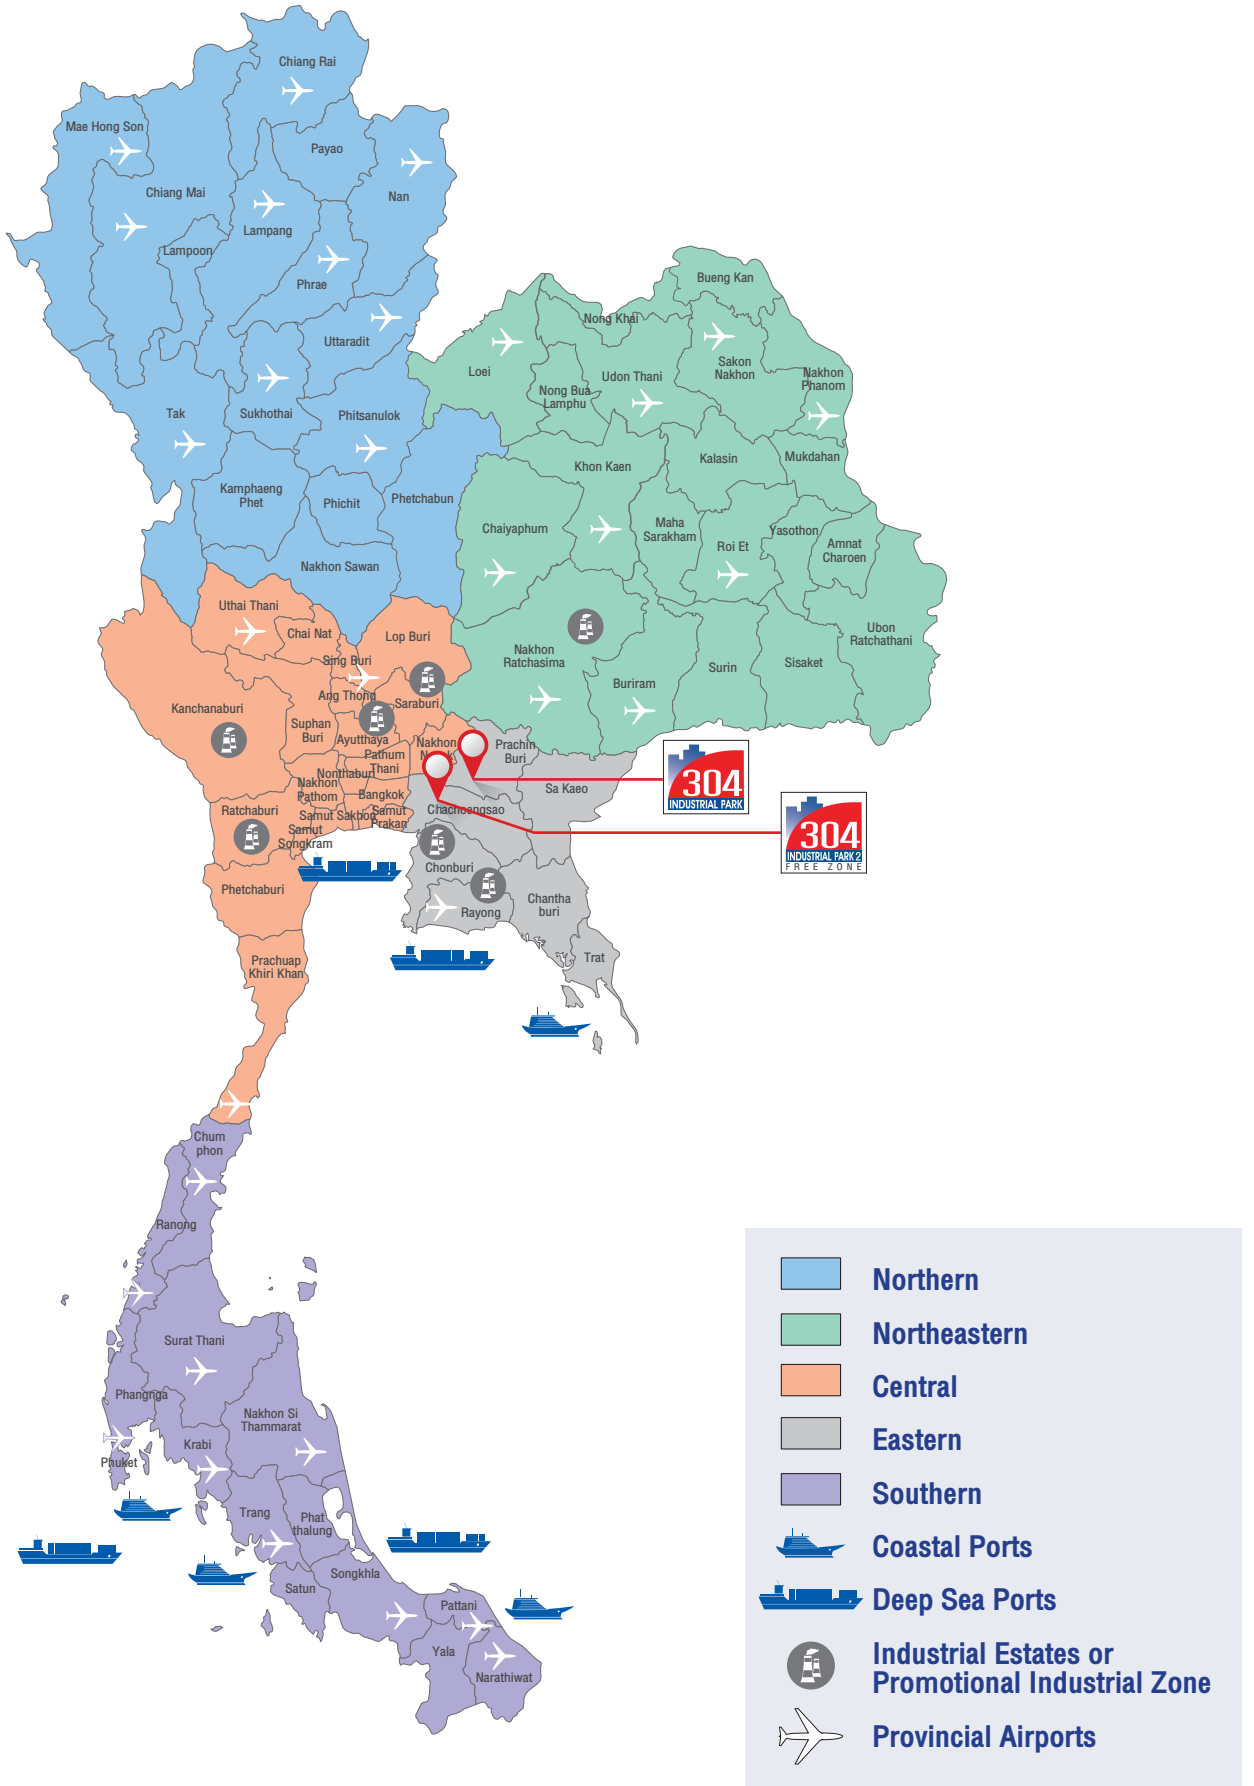 Chiang Rai
Mae Hong Son
Payao
Chiang Mai
Nan
Lampang
Lampoon
Phrae
Uttaradit
Tak
Sukhothai
Phitsanulok
Kamphaeng
Phet
Phichit
Phetchabun
Nakhon Sawan
Bueng Kan
Nong Khai
Loei
Udon Thani
Sakon
Nakhon
Nakhon
Phanom
Nong Bua
Lamphu
Khon Kaen
Kalasin
Mukdahan
Chaiyaphum
Maha
Sarakham
Roi Et
Yasothon
Amnat
Charoen
Ubon
Ratchathani
Nakhon
Ratchasima
Buriram
Surin
Sisaket
Uthai Thani
Chai Nat
Lop Buri
Sing Buri
Ang Thong
Saraburi
Kanchanaburi
Suphan
Buri
Ayutthaya
Nakhon
Pathum
Thani
Nonthaburi
Nakhon
Pathom
Bangkok
Ratchaburi
Samut Sakhon
Samut
Prakan
Samut
Songkram
Phetchaburi
Prachuap
Khiri Khan
Prachin
Buri
Sa Kaeo
Chachoengsao
Chonburi
Rayong
Chantha
buri
Trat
304
INDUSTRIAL PARK
304
INDUSTRIAL PARK 2
FREE ZONE
Chum
phon
Ranong
Surat Thani
Phangnga
Nakhon Si
Thammarat
Krabi
Phuket
Trang
Phat
thalung
Songkhla
Satun
Pattani
Yala
Narathiwat
Northern
Northeastern
Central
Eastern
Southern
Coastal Ports
Deep Sea Ports
Industrial Estates or
Promotional Industrial Zone
Provincial Airports